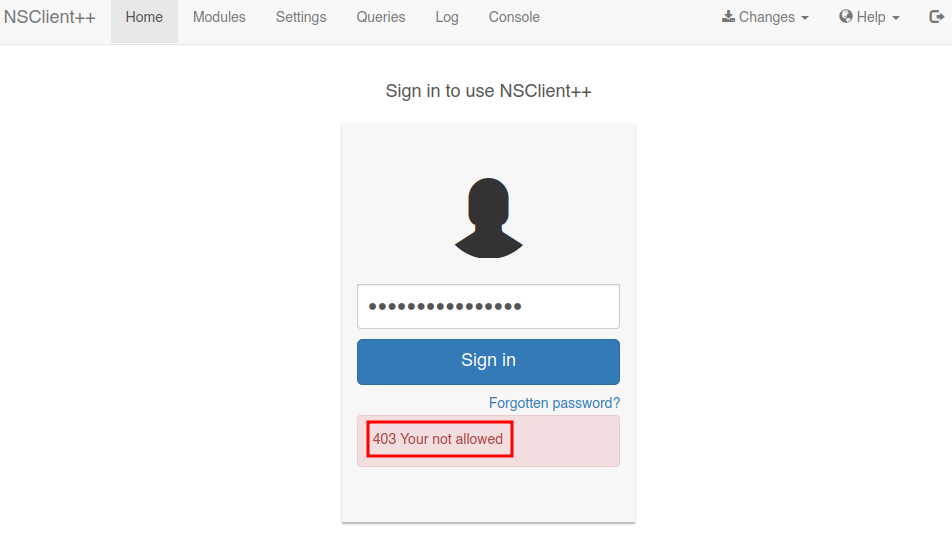 NSClient++ Home Modules Settings Queries Log Console Changes Help
Sign in to use NSClient++
••••••••••••••••
Sign in
Forgotten password?
403 Your not allowed